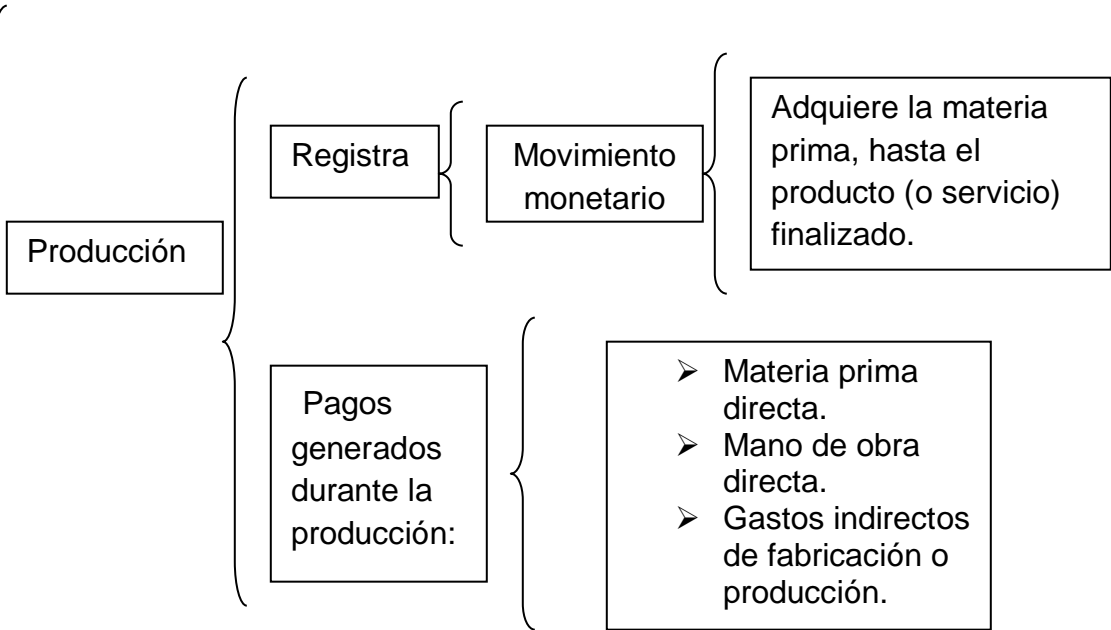 Producción
Registra
Movimiento
monetario
Adquiere la materia
prima, hasta el
producto (o servicio)
finalizado.
Pagos
generados
durante la
producción:
➢ Materia prima
directa.
➢ Mano de obra
directa.
➢ Gastos indirectos
de fabricación o
producción.